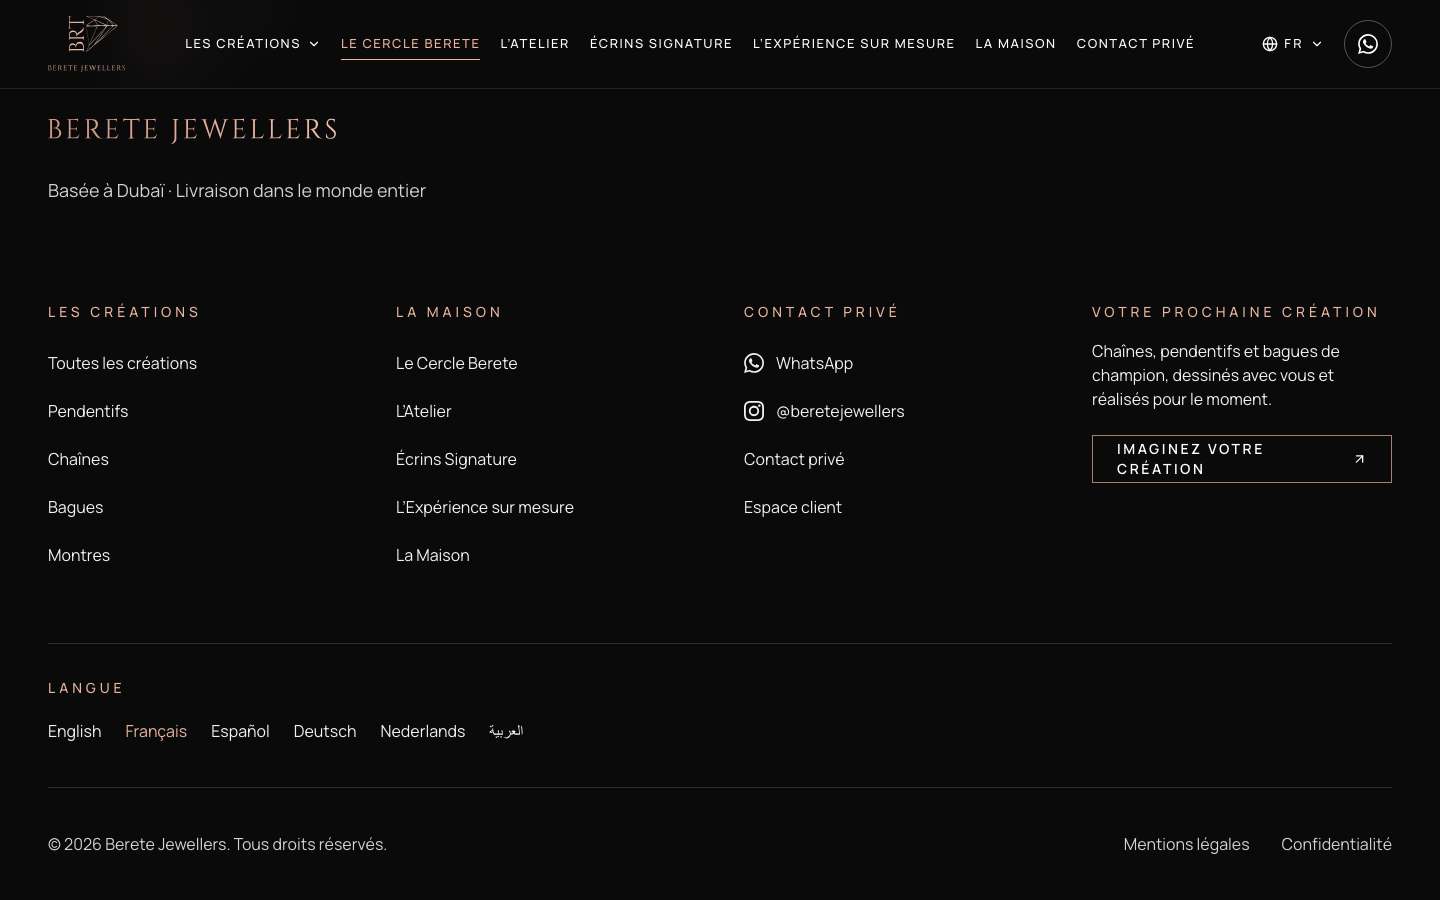 BRT
BERETE JEWELLERS
LES CRÉATIONS
LE CERCLE BERETE
L’ATELIER
ÉCRINS SIGNATURE
L’EXPÉRIENCE SUR MESURE
LA MAISON
CONTACT PRIVÉ
FR
BERETE JEWELLERS
Basée à Dubaï · Livraison dans le monde entier
LES CRÉATIONS
Toutes les créations
Pendentifs
Chaînes
Bagues
Montres
LA MAISON
Le Cercle Berete
L’Atelier
Écrins Signature
L’Expérience sur mesure
La Maison
CONTACT PRIVÉ
WhatsApp
@beretejewellers
Contact privé
Espace client
VOTRE PROCHAINE CRÉATION
Chaînes, pendentifs et bagues de
champion, dessinés avec vous et
réalisés pour le moment.
IMAGINEZ VOTRE
CRÉATION
LANGUE
English Français Español Deutsch Nederlands العربية
© 2026 Berete Jewellers. Tous droits réservés.
Mentions légales Confidentialité